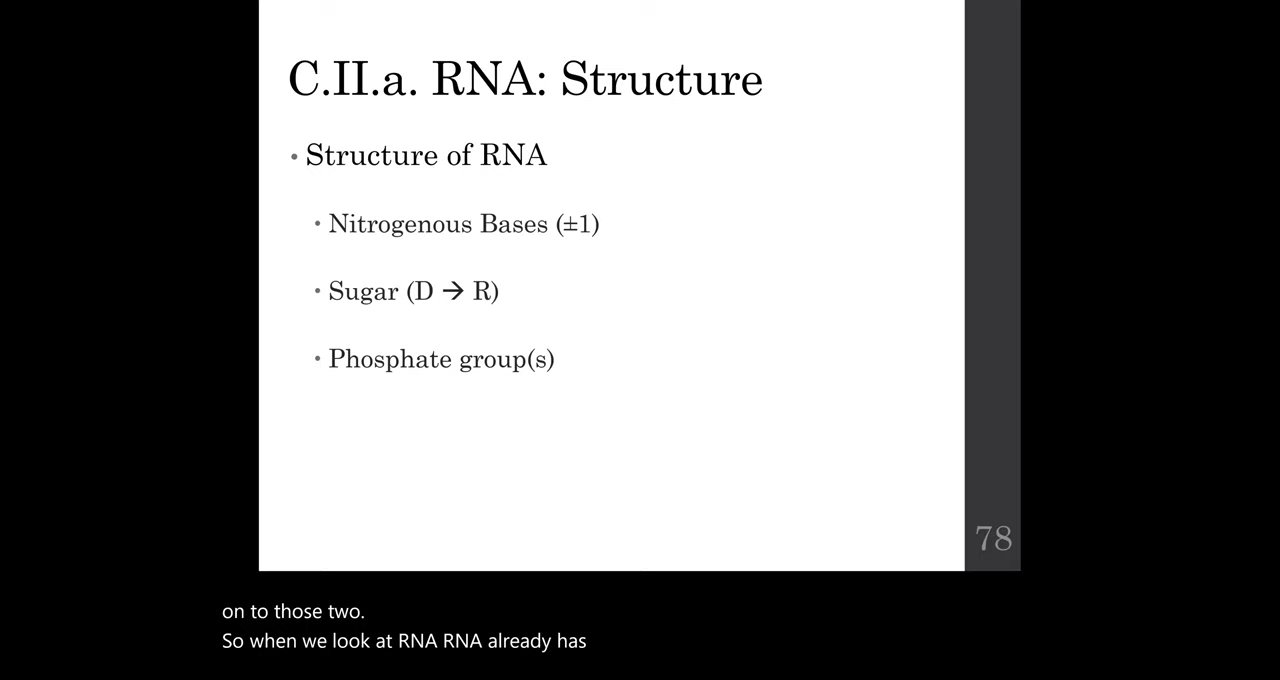 C.II.a. RNA: Structure
• Structure of RNA
• Nitrogenous Bases (±1)
• Sugar (D → R)
• Phosphate group(s)
78
on to those two.
So when we look at RNA RNA already has